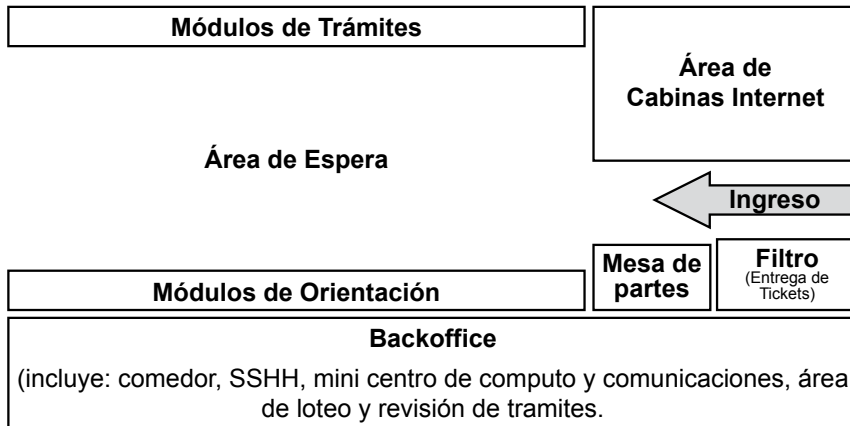 Módulos de Trámites
Área de
Cabinas Internet
Área de Espera
Ingreso
Mesa de
partes
Filtro
(Entrega de
Tickets)
Módulos de Orientación
Backoffice
(incluye: comedor, SSHH, mini centro de computo y comunicaciones, área
de loteo y revisión de tramites.